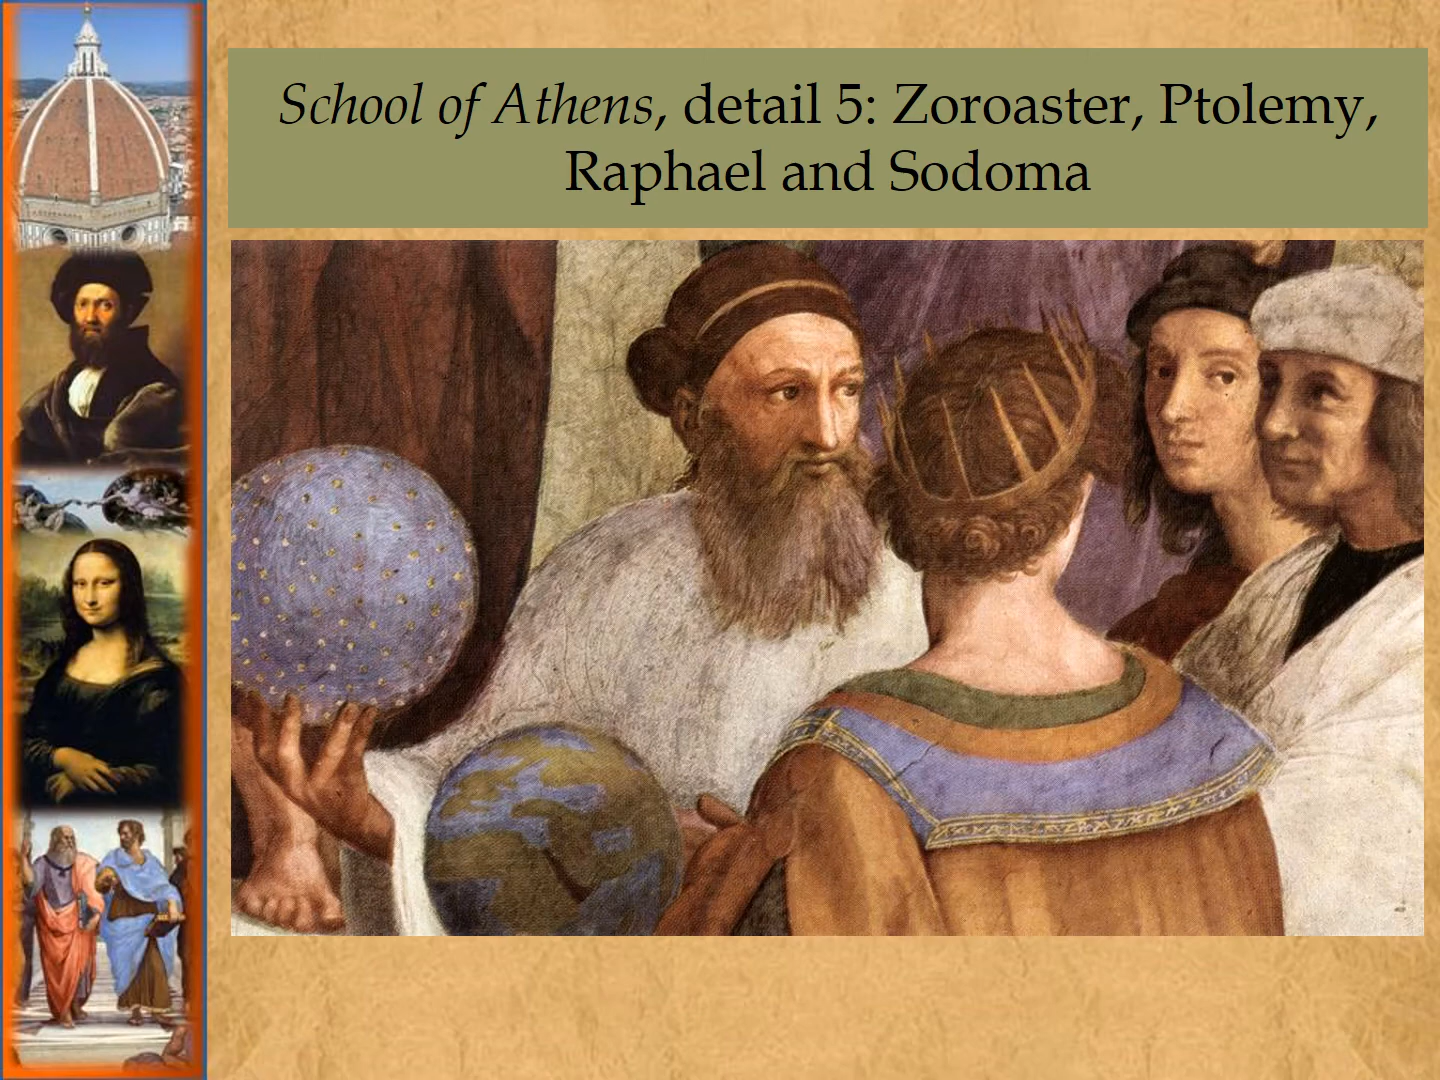 School of Athens, detail 5: Zoroaster, Ptolemy,
Raphael and Sodoma